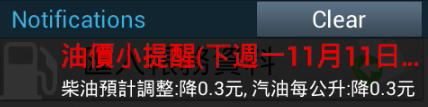 Notifications Clear
油價小提醒(下週一11月11日...
柴油預計調整:降0.3元, 汽油每公升:降0.3元